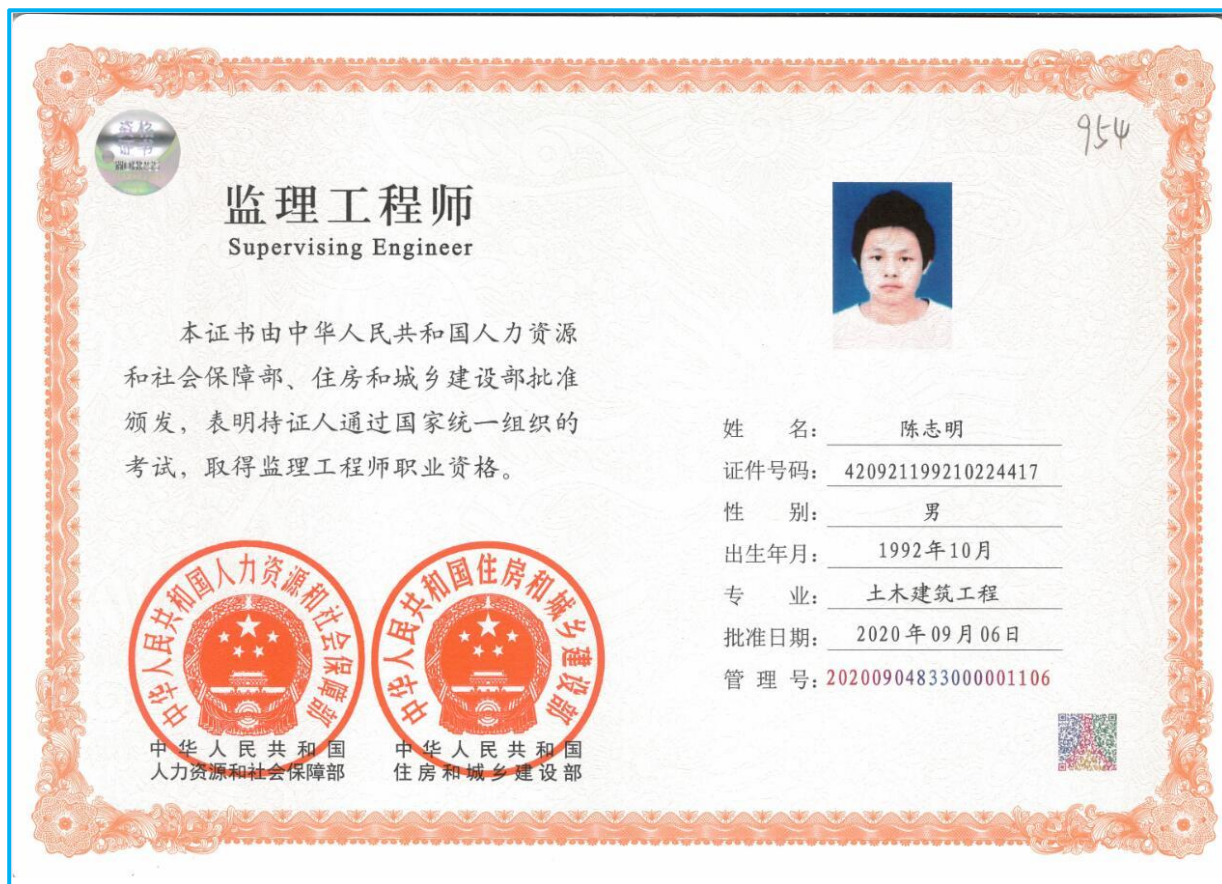 954
资格
证书
监理工程师
Supervising Engineer
本证书由中华人民共和国人力资源
和社会保障部、住房和城乡建设部批准
颁发，表明持证人通过国家统一组织的
考试，取得监理工程师职业资格。
中华人民共和国人力资源和社会保障部
中华人民共和国
人力资源和社会保障部
中华人民共和国住房和城乡建设部
中华人民共和国
住房和城乡建设部
姓 名： 陈志明
证件号码： 420921199210224417
性 别： 男
出生年月： 1992年10月
专 业： 土木建筑工程
批准日期： 2020年09月06日
管 理 号：20200904833000001106